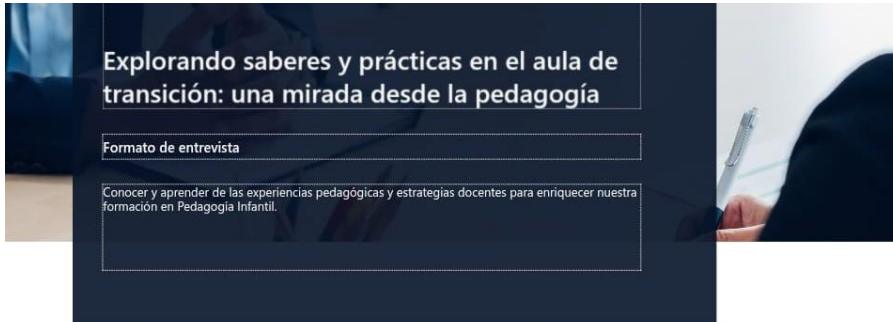 Explorando saberes y prácticas en el aula de
transición: una mirada desde la pedagogía
Formato de entrevista
Conocer y aprender de las experiencias pedagógicas y estrategias docentes para enriquecer nuestra
formación en Pedagogía Infantil.